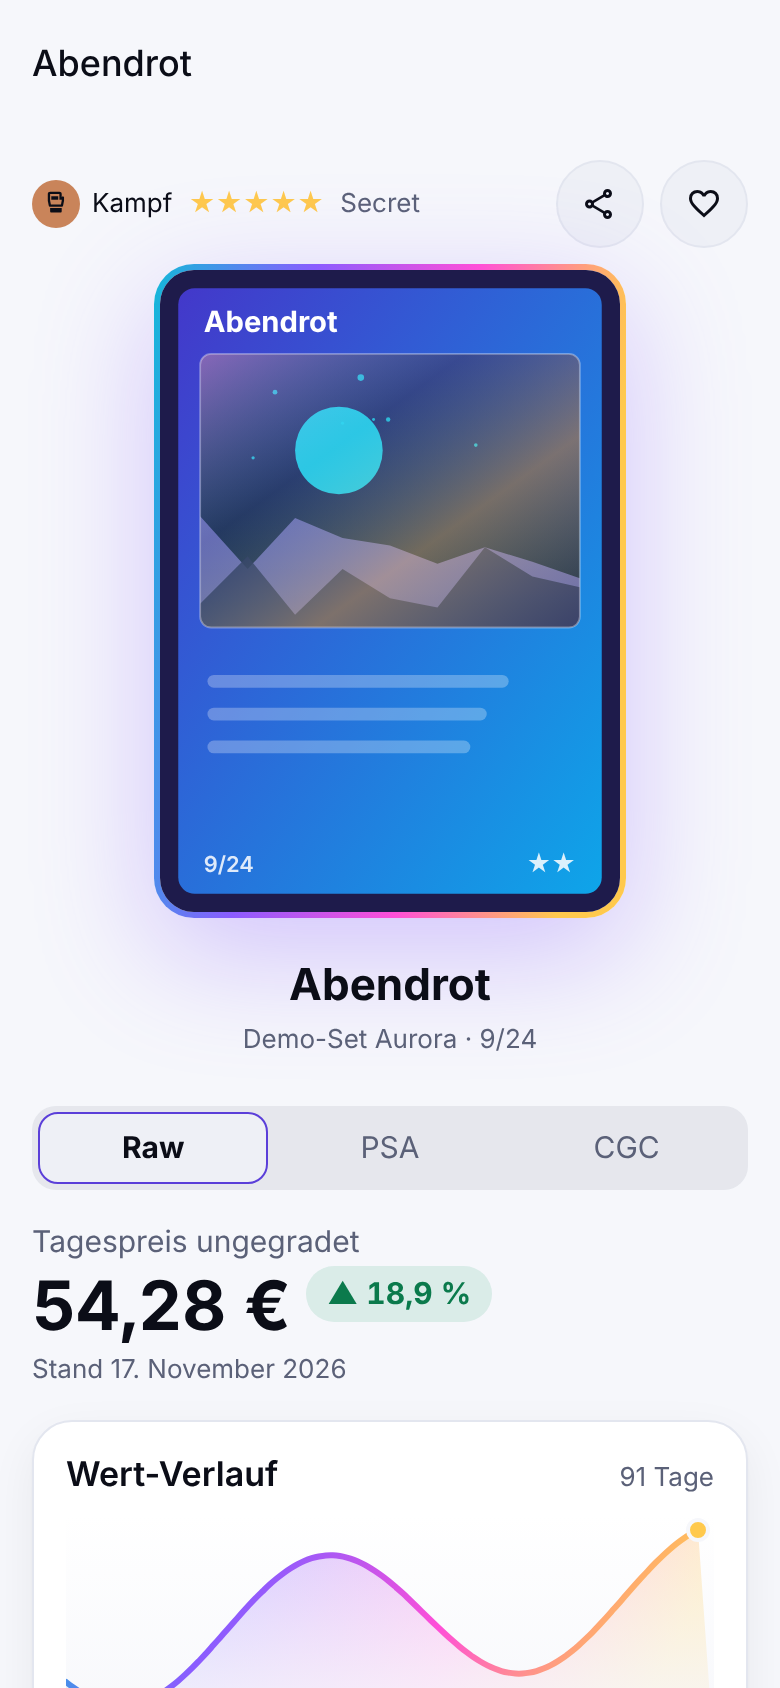 Abendrot
Kampf ★★★★★ Secret
Abendrot
9/24 ★★
Abendrot
Demo-Set Aurora · 9/24
Raw PSA CGC
Tagespreis ungegradet
54,28 € ▲ 18,9 %
Stand 17. November 2026
Wert-Verlauf 91 Tage